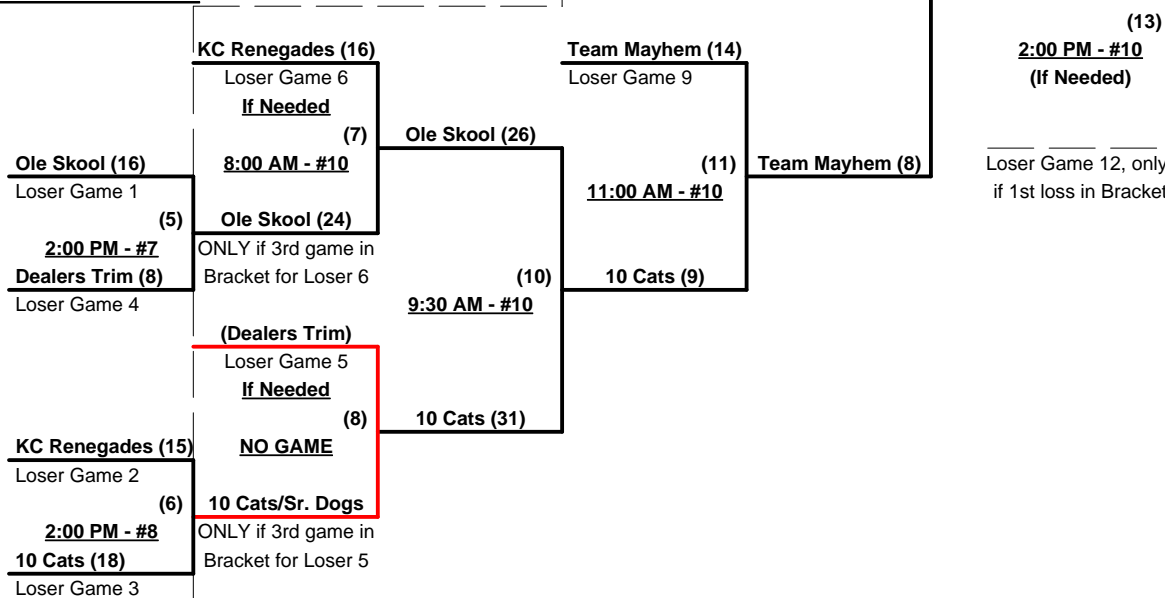 (13)
KC Renegades (16)
Team Mayhem (14)
2:00 PM - #10
Loser Game 6
Loser Game 9
(If Needed)
If Needed
(7)
Ole Skool (26)
Ole Skool (16)
8:00 AM - #10
(11)
Team Mayhem (8)
Loser Game 12, only
Loser Game 1
11:00 AM - #10
if 1st loss in Bracket
(5)
Ole Skool (24)
2:00 PM - #7
ONLY if 3rd game in
Dealers Trim (8)
Bracket for Loser 6
(10)
10 Cats (9)
Loser Game 4
9:30 AM - #10
(Dealers Trim)
Loser Game 5
If Needed
(8)
10 Cats (31)
KC Renegades (15)
NO GAME
Loser Game 2
(6)
10 Cats/Sr. Dogs
2:00 PM - #8
ONLY if 3rd game in
10 Cats (18)
Bracket for Loser 5
Loser Game 3